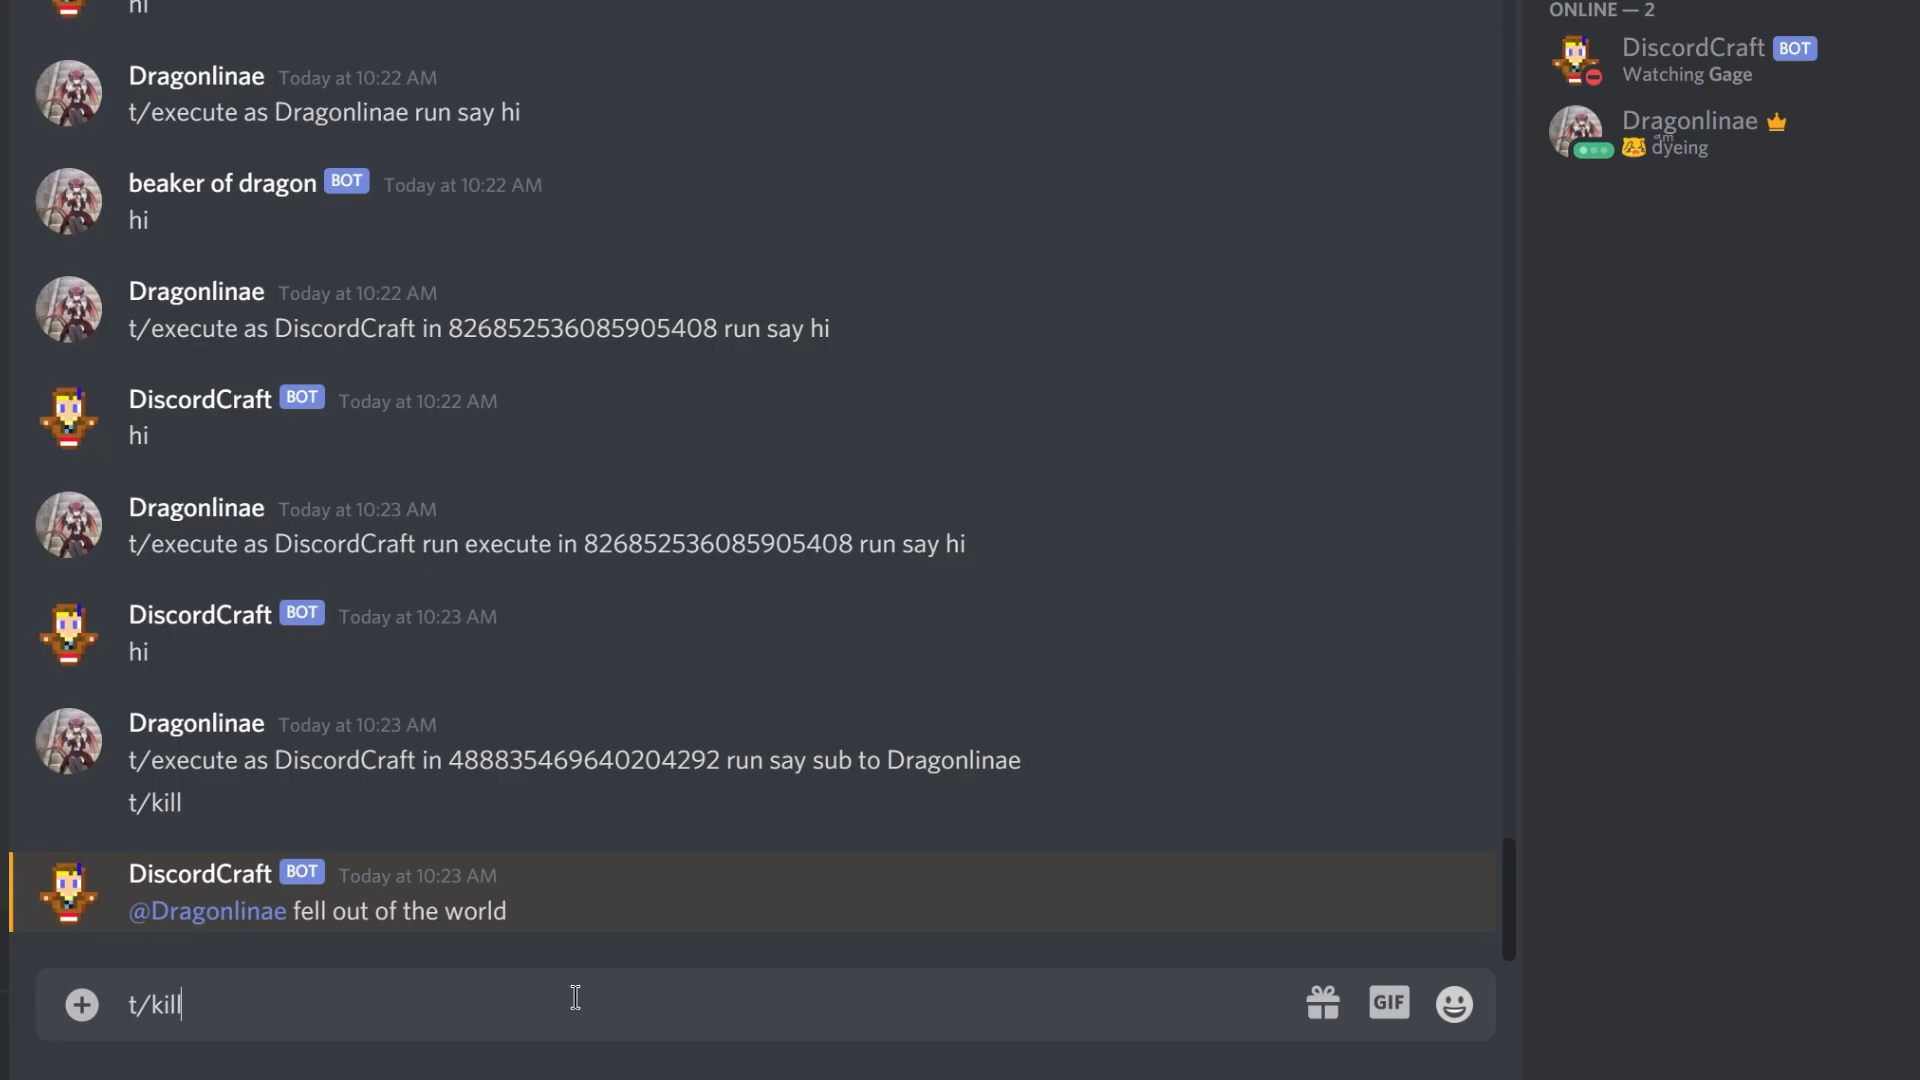 hi
Dragonlinae Today at 10:22 AM
t/execute as Dragonlinae run say hi
beaker of dragon BOT Today at 10:22 AM
hi
Dragonlinae Today at 10:22 AM
t/execute as DiscordCraft in 826852536085905408 run say hi
DiscordCraft BOT Today at 10:22 AM
hi
Dragonlinae Today at 10:23 AM
t/execute as DiscordCraft run execute in 826852536085905408 run say hi
DiscordCraft BOT Today at 10:23 AM
hi
Dragonlinae Today at 10:23 AM
t/execute as DiscordCraft in 488835469640204292 run say sub to Dragonlinae
t/kill
DiscordCraft BOT Today at 10:23 AM
@Dragonlinae fell out of the world
t/kill
GIF
ONLINE — 2
DiscordCraft BOT
Watching Gage
Dragonlinae
dyeing